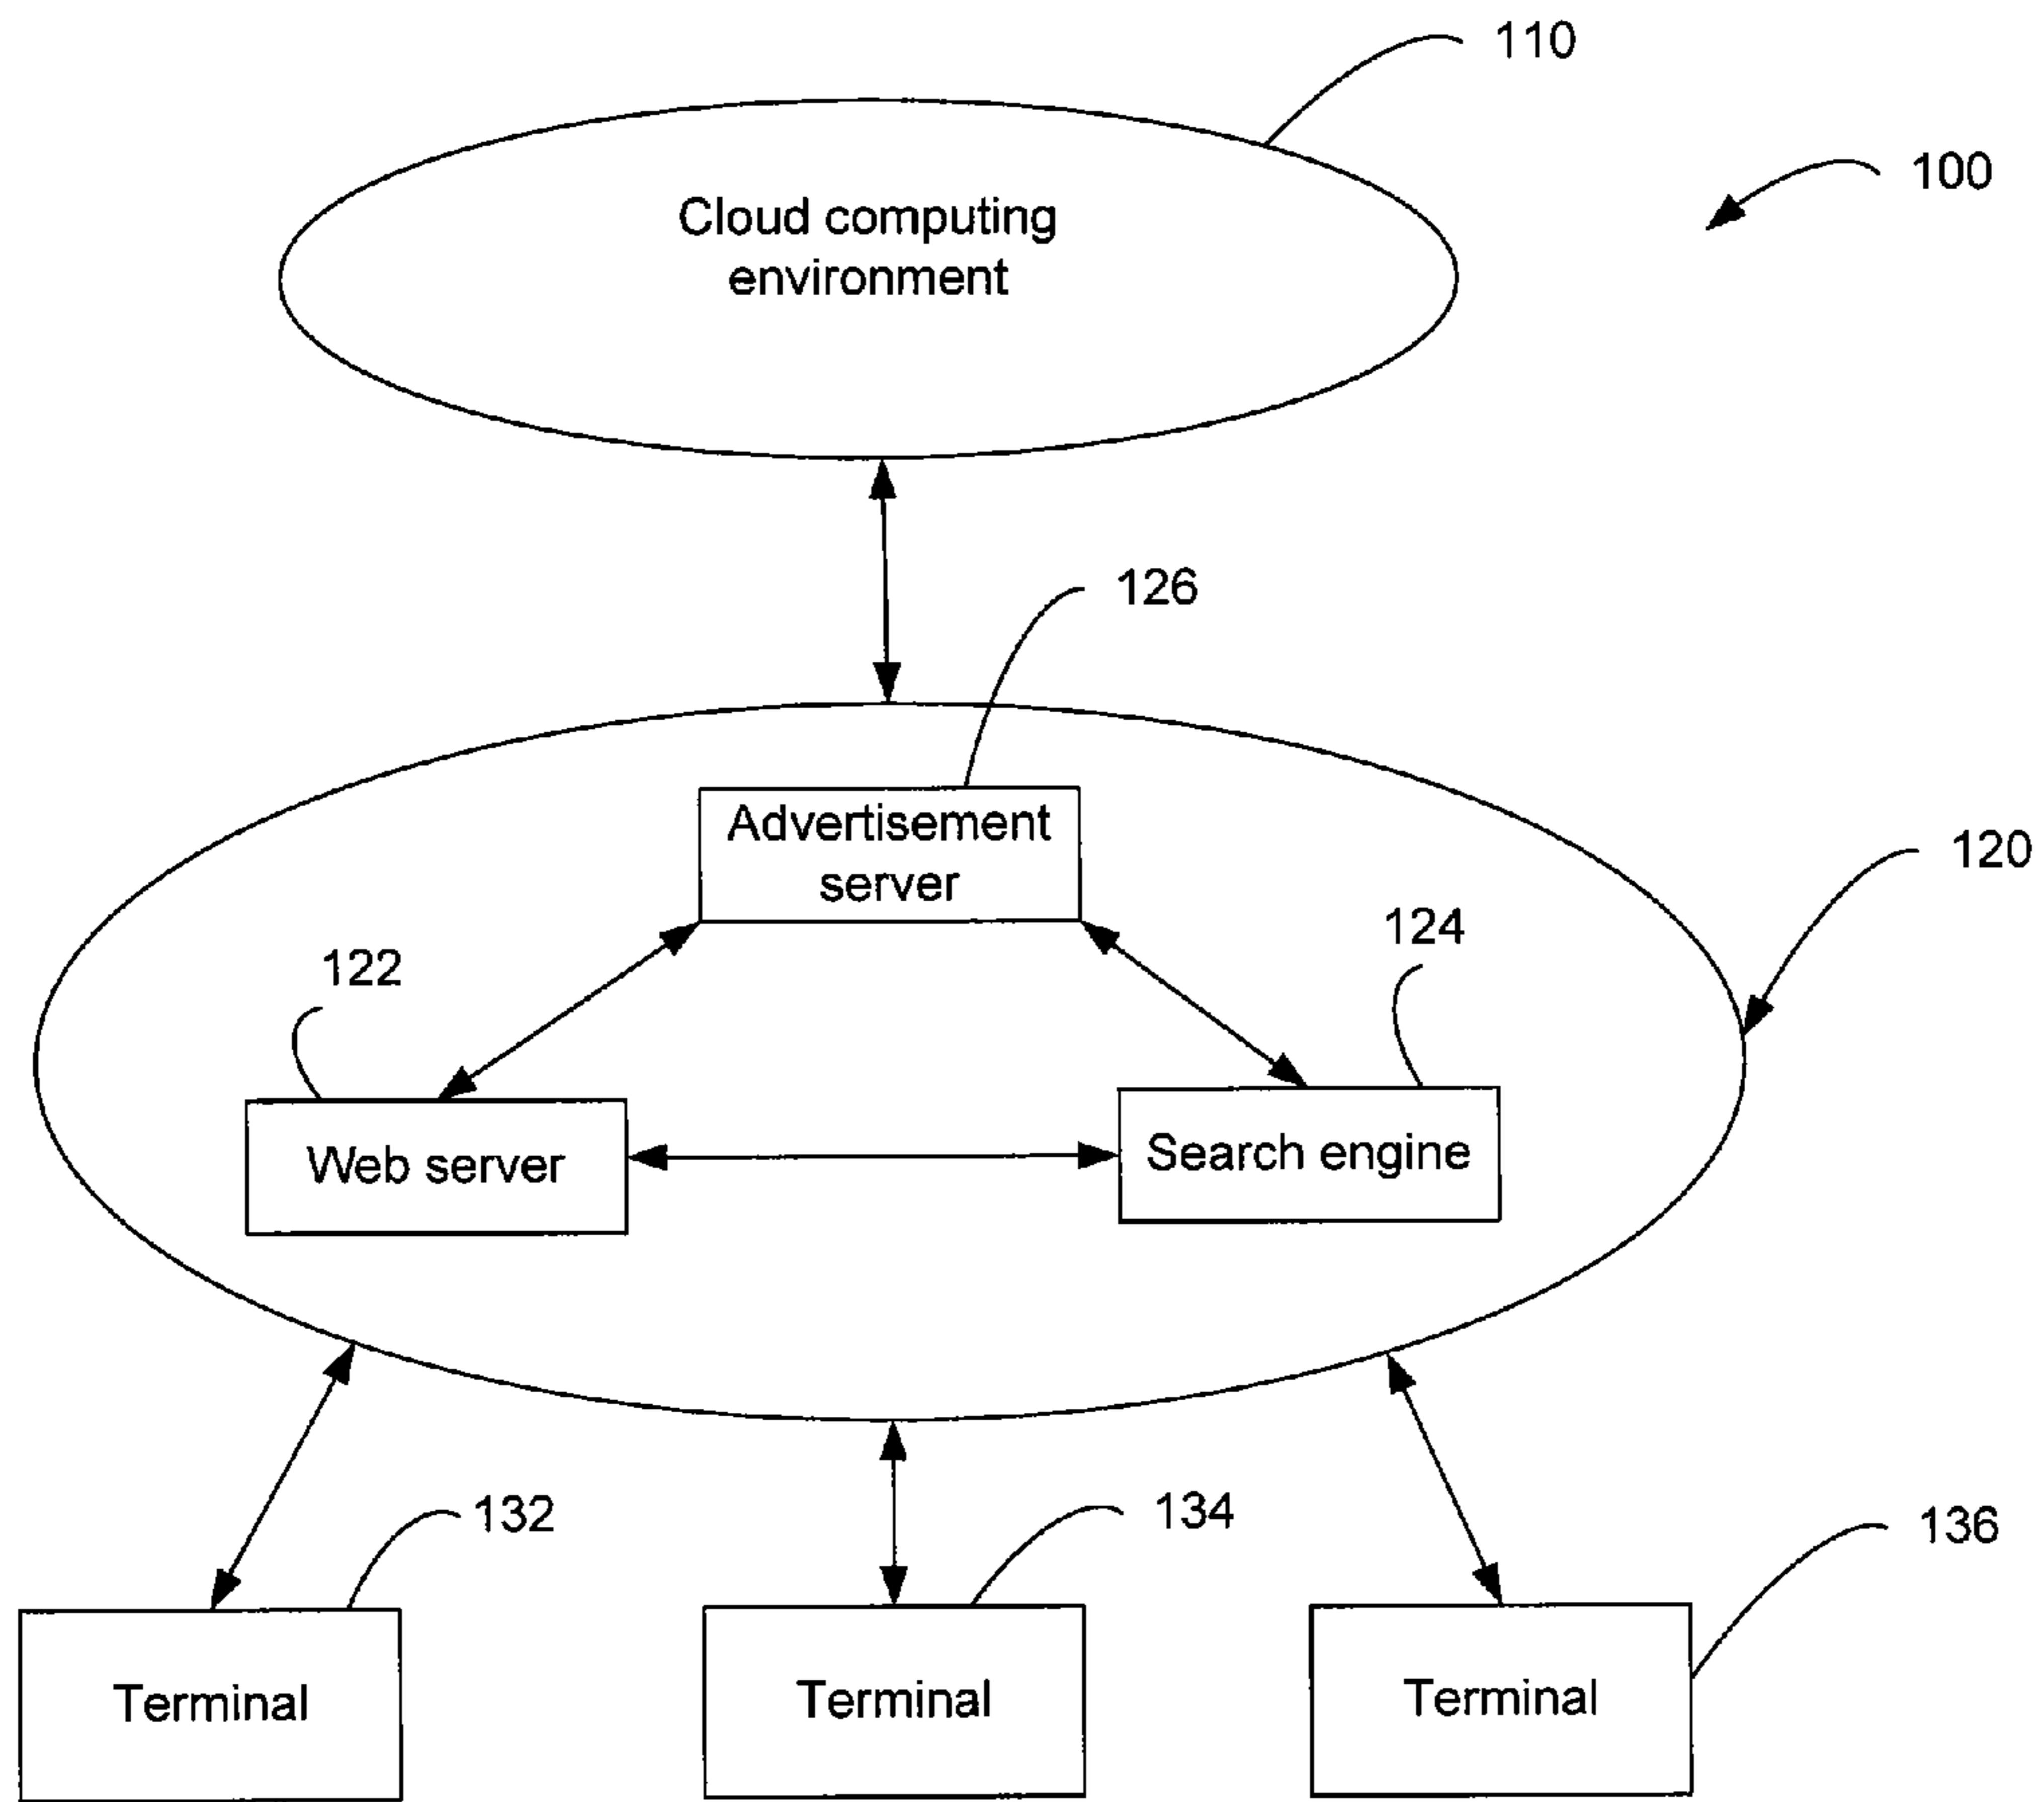 110
100
Cloud computing
environment
126
Advertisement
server
120
124
122
Web server
Search engine
132
134
136
Terminal
Terminal
Terminal